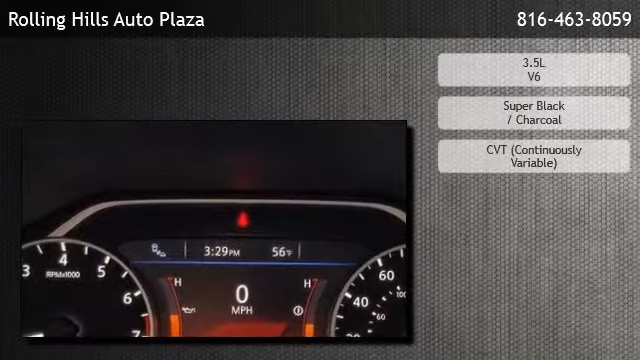 Rolling Hills Auto Plaza
816-463-8059
3.5L
V6
Super Black
/ Charcoal
CVT (Continuously
Variable)
3:29PM
56°F
3 4 5 6 7
RPMx1000
H
0
MPH
H
60
40
20
100
60